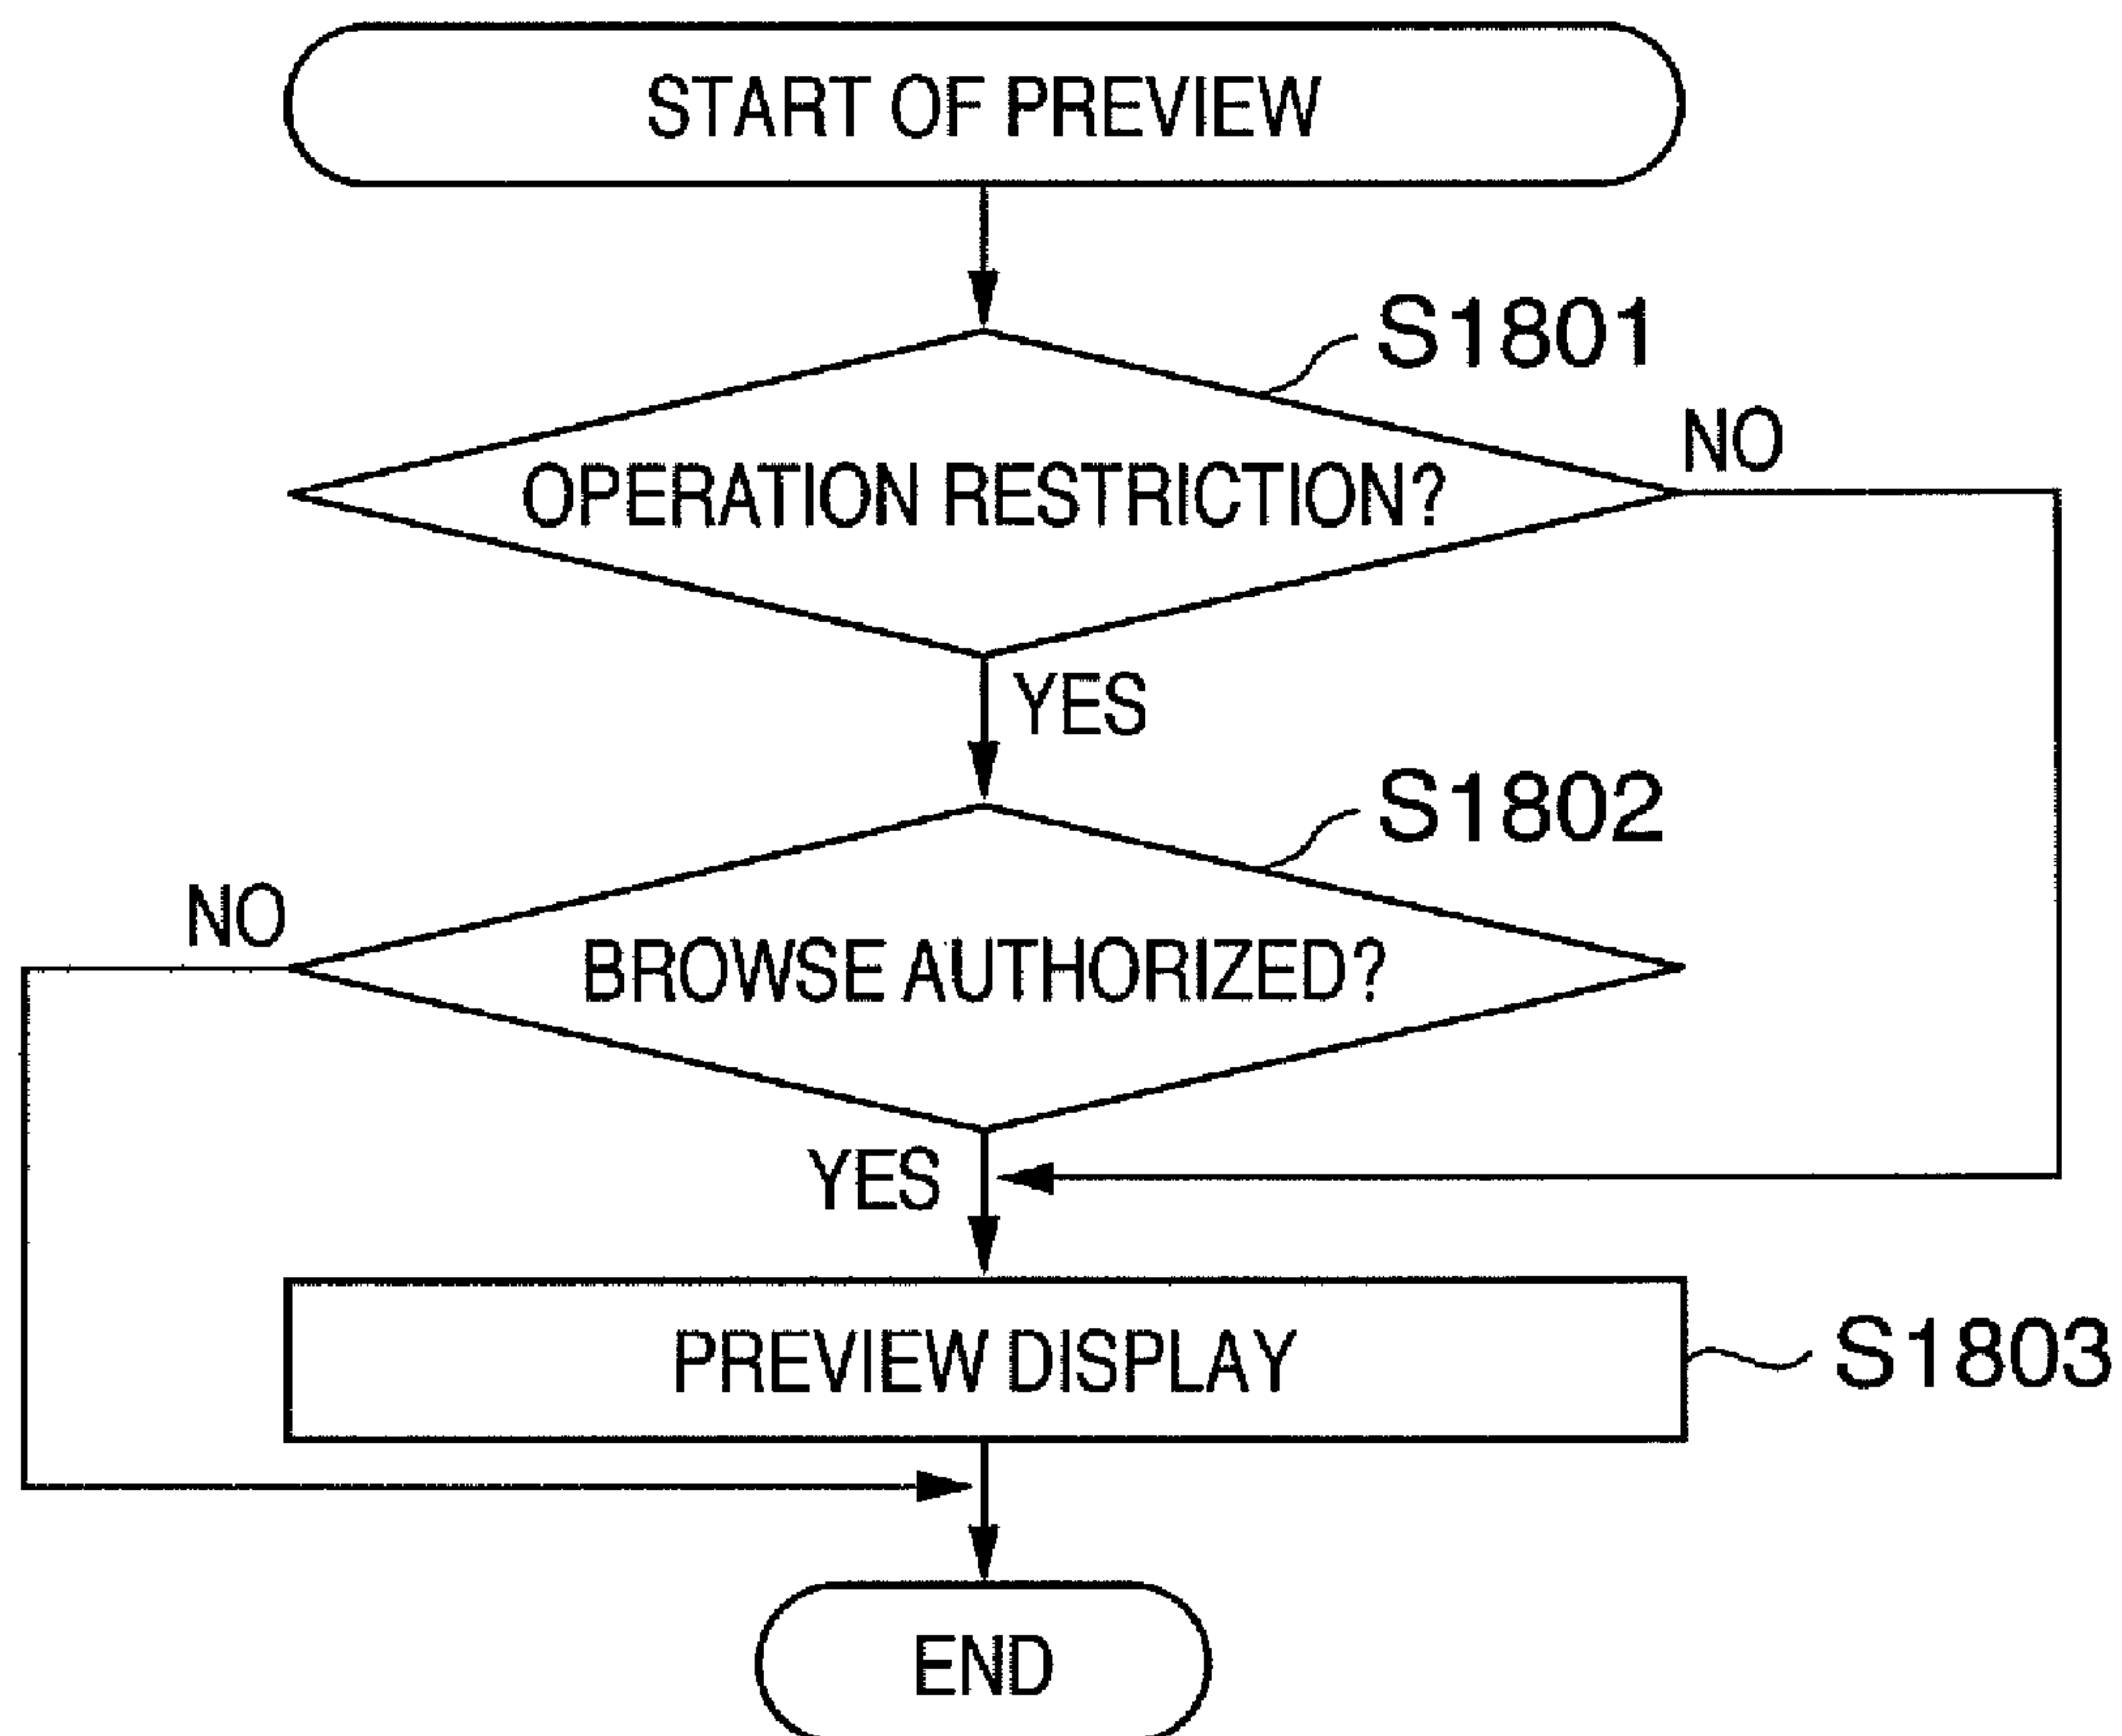 START OF PREVIEW
S1801
OPERATION RESTRICTION?
NO
YES
S1802
NO
BROWSE AUTHORIZED?
YES
PREVIEW DISPLAY
S1803
END